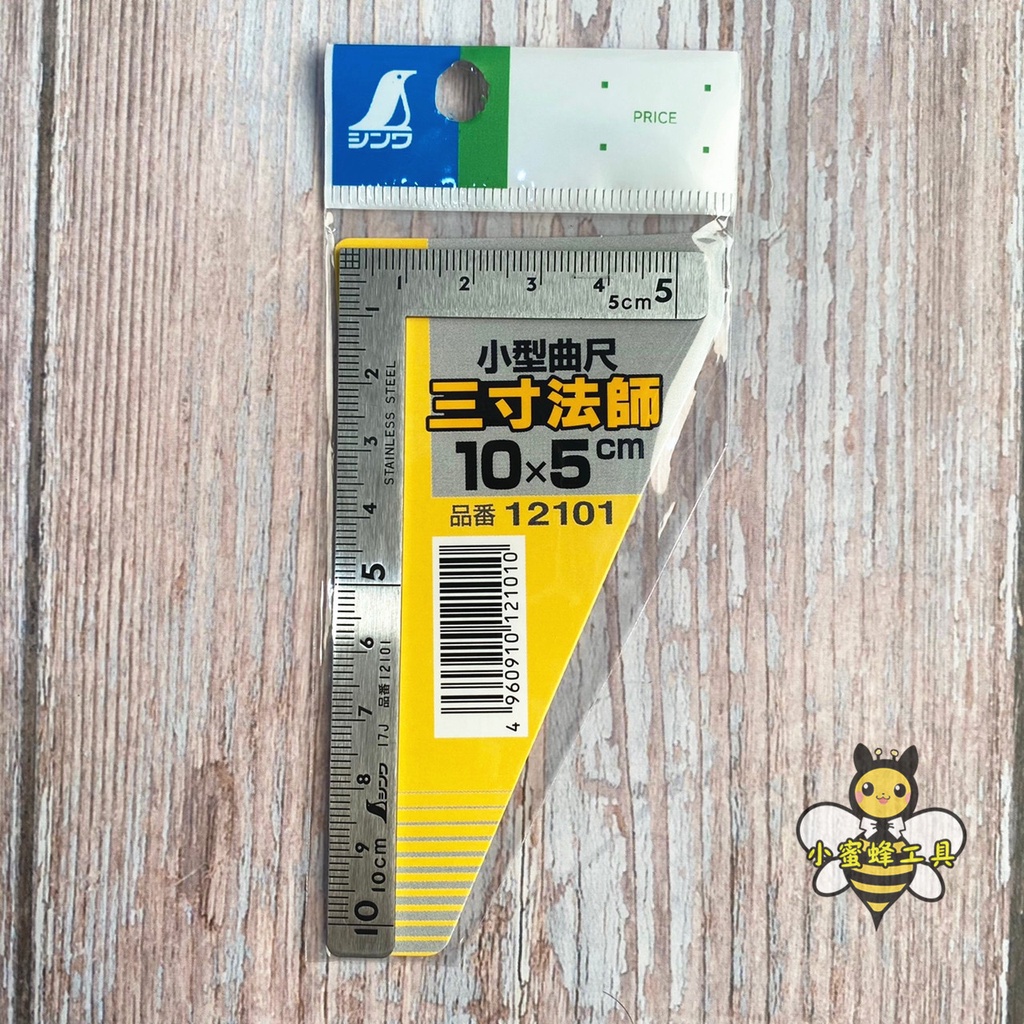 シンワ
PRICE
1 2 3 4 5
5cm
1 2 3 4 5 6 7 8 9 10
STAINLESS STEEL
品番12101
17J
シンワ
10cm
小型曲尺
三寸法師
10×5cm
品番 12101
4 960910 121010
小蜜蜂工具